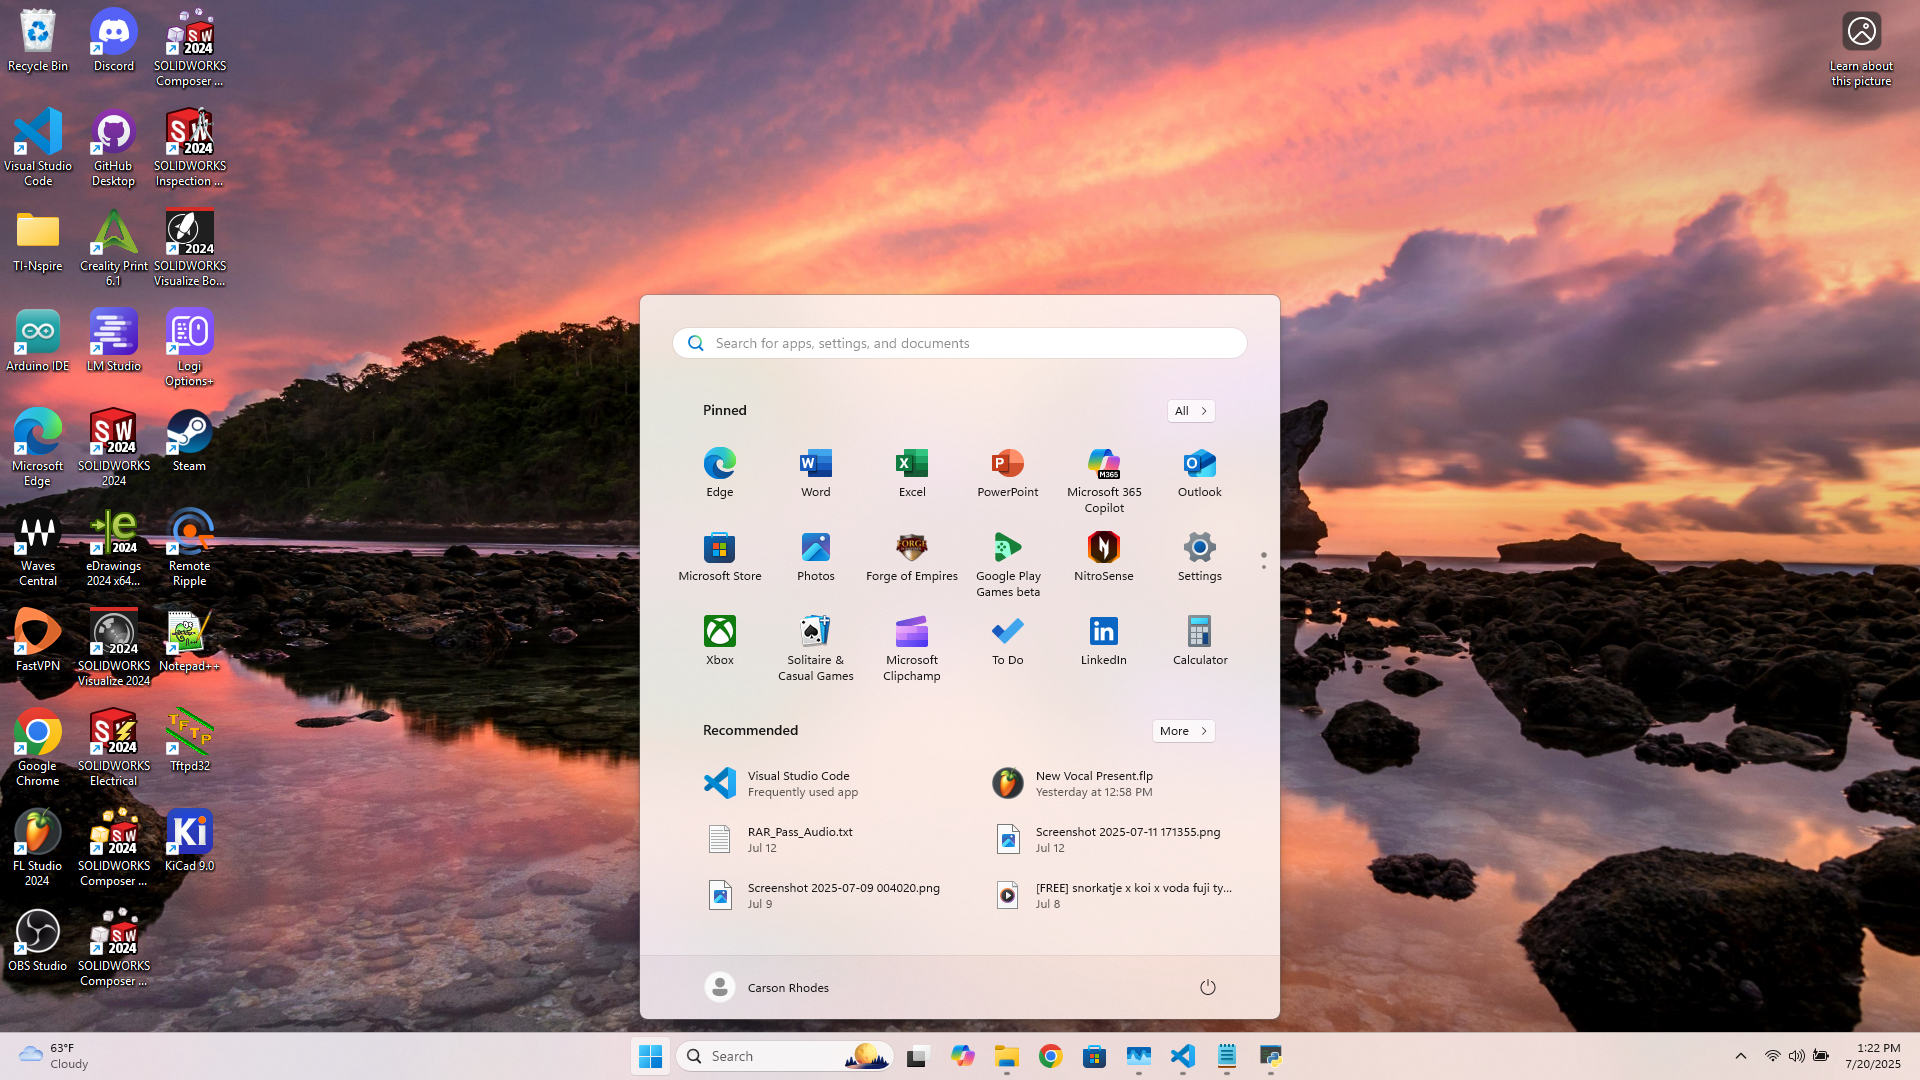 Recycle Bin
Discord
SOLIDWORKS
Composer ...
Visual Studio
Code
GitHub
Desktop
SOLIDWORKS
Inspection ...
TI-Nspire
Creality Print
6.1
SOLIDWORKS
Visualize Bo...
Arduino IDE
LM Studio
Logi
Options+
Microsoft
Edge
SOLIDWORKS
2024
Steam
Waves
Central
eDrawings
2024 x64...
Remote
Ripple
FastVPN
SOLIDWORKS
Visualize 2024
Notepad++
Google
Chrome
SOLIDWORKS
Electrical
Tftpd32
FL Studio
2024
SOLIDWORKS
Composer ...
KiCad 9.0
OBS Studio
SOLIDWORKS
Composer ...
Learn about
this picture
Search for apps, settings, and documents
Pinned
All
Edge
Word
Excel
PowerPoint
Microsoft 365
Copilot
Outlook
Microsoft Store
Photos
Forge of Empires
Google Play
Games beta
NitroSense
Settings
Xbox
Solitaire &
Casual Games
Microsoft
Clipchamp
To Do
LinkedIn
Calculator
Recommended
More
Visual Studio Code
Frequently used app
New Vocal Present.flp
Yesterday at 12:58 PM
RAR_Pass_Audio.txt
Jul 12
Screenshot 2025-07-11 171355.png
Jul 12
Screenshot 2025-07-09 004020.png
Jul 9
[FREE] snorkatje x koi x voda fuji ty...
Jul 8
Carson Rhodes
63°F
Cloudy
Search
1:22 PM
7/20/2025